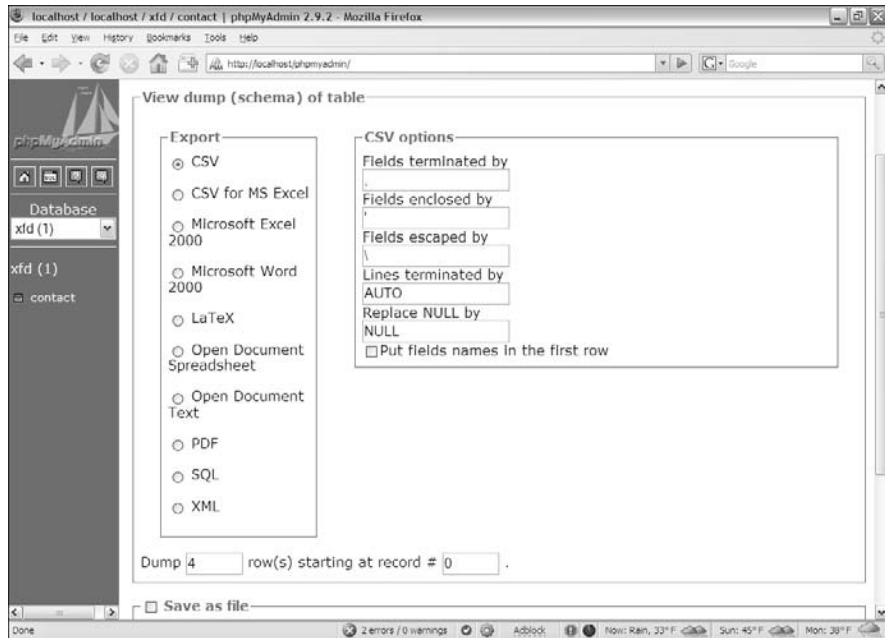 localhost / localhost / xfd / contact | phpMyAdmin 2.9.2 - Mozilla Firefox
File Edit View History Bookmarks Tools Help
http://localhost/phpmyadmin/
Google
phpMyAdmin
Database
xfd (1)
xfd (1)
contact
View dump (schema) of table
Export
CSV
CSV for MS Excel
Microsoft Excel
2000
Microsoft Word
2000
LaTeX
Open Document
Spreadsheet
Open Document
Text
PDF
SQL
XML
CSV options
Fields terminated by
Fields enclosed by
'
Fields escaped by
\
Lines terminated by
AUTO
Replace NULL by
NULL
Put fields names in the first row
Dump 4 row(s) starting at record # 0 .
Save as file
Done 2 errors / 0 warnings Adblock Now: Rain, 33° F Sun: 45° F Mon: 38° F